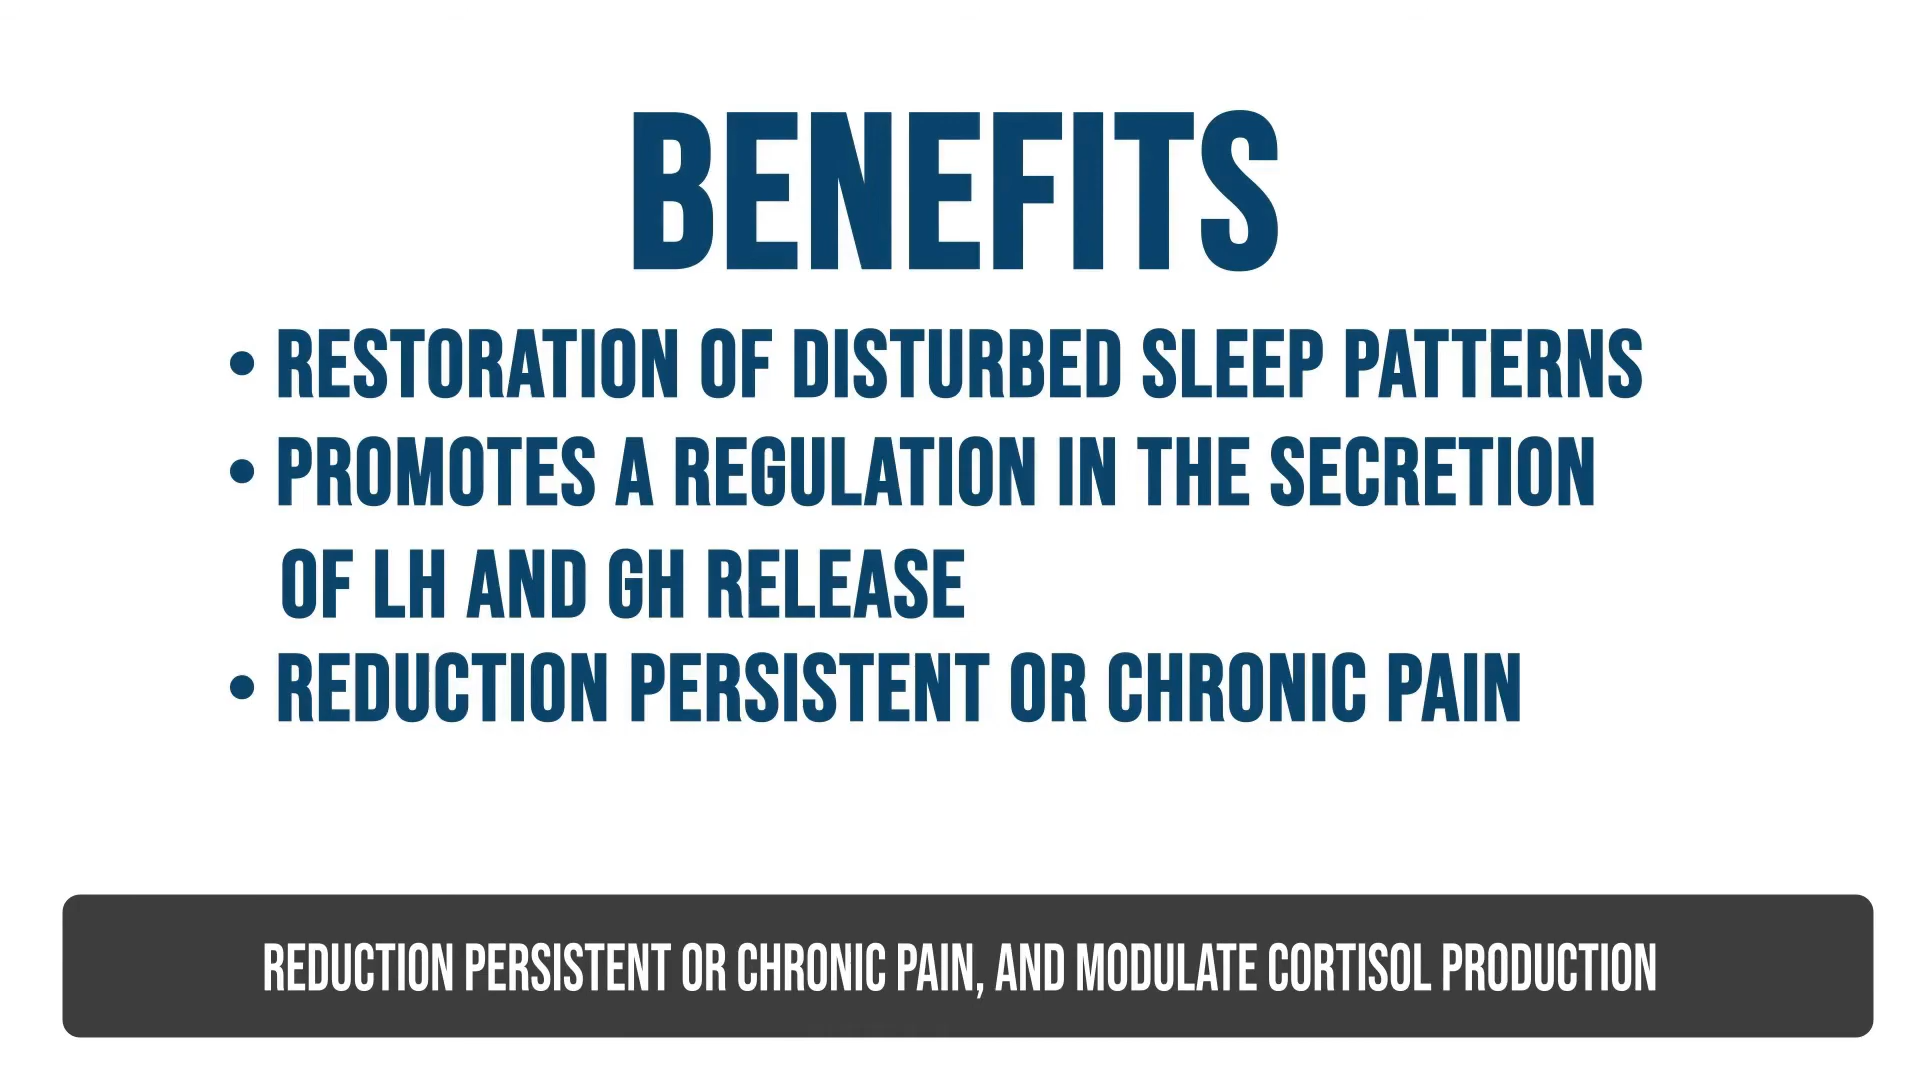 BENEFITS
• RESTORATION OF DISTURBED SLEEP PATTERNS
• PROMOTES A REGULATION IN THE SECRETION
OF LH AND GH RELEASE
• REDUCTION PERSISTENT OR CHRONIC PAIN
REDUCTION PERSISTENT OR CHRONIC PAIN, AND MODULATE CORTISOL PRODUCTION